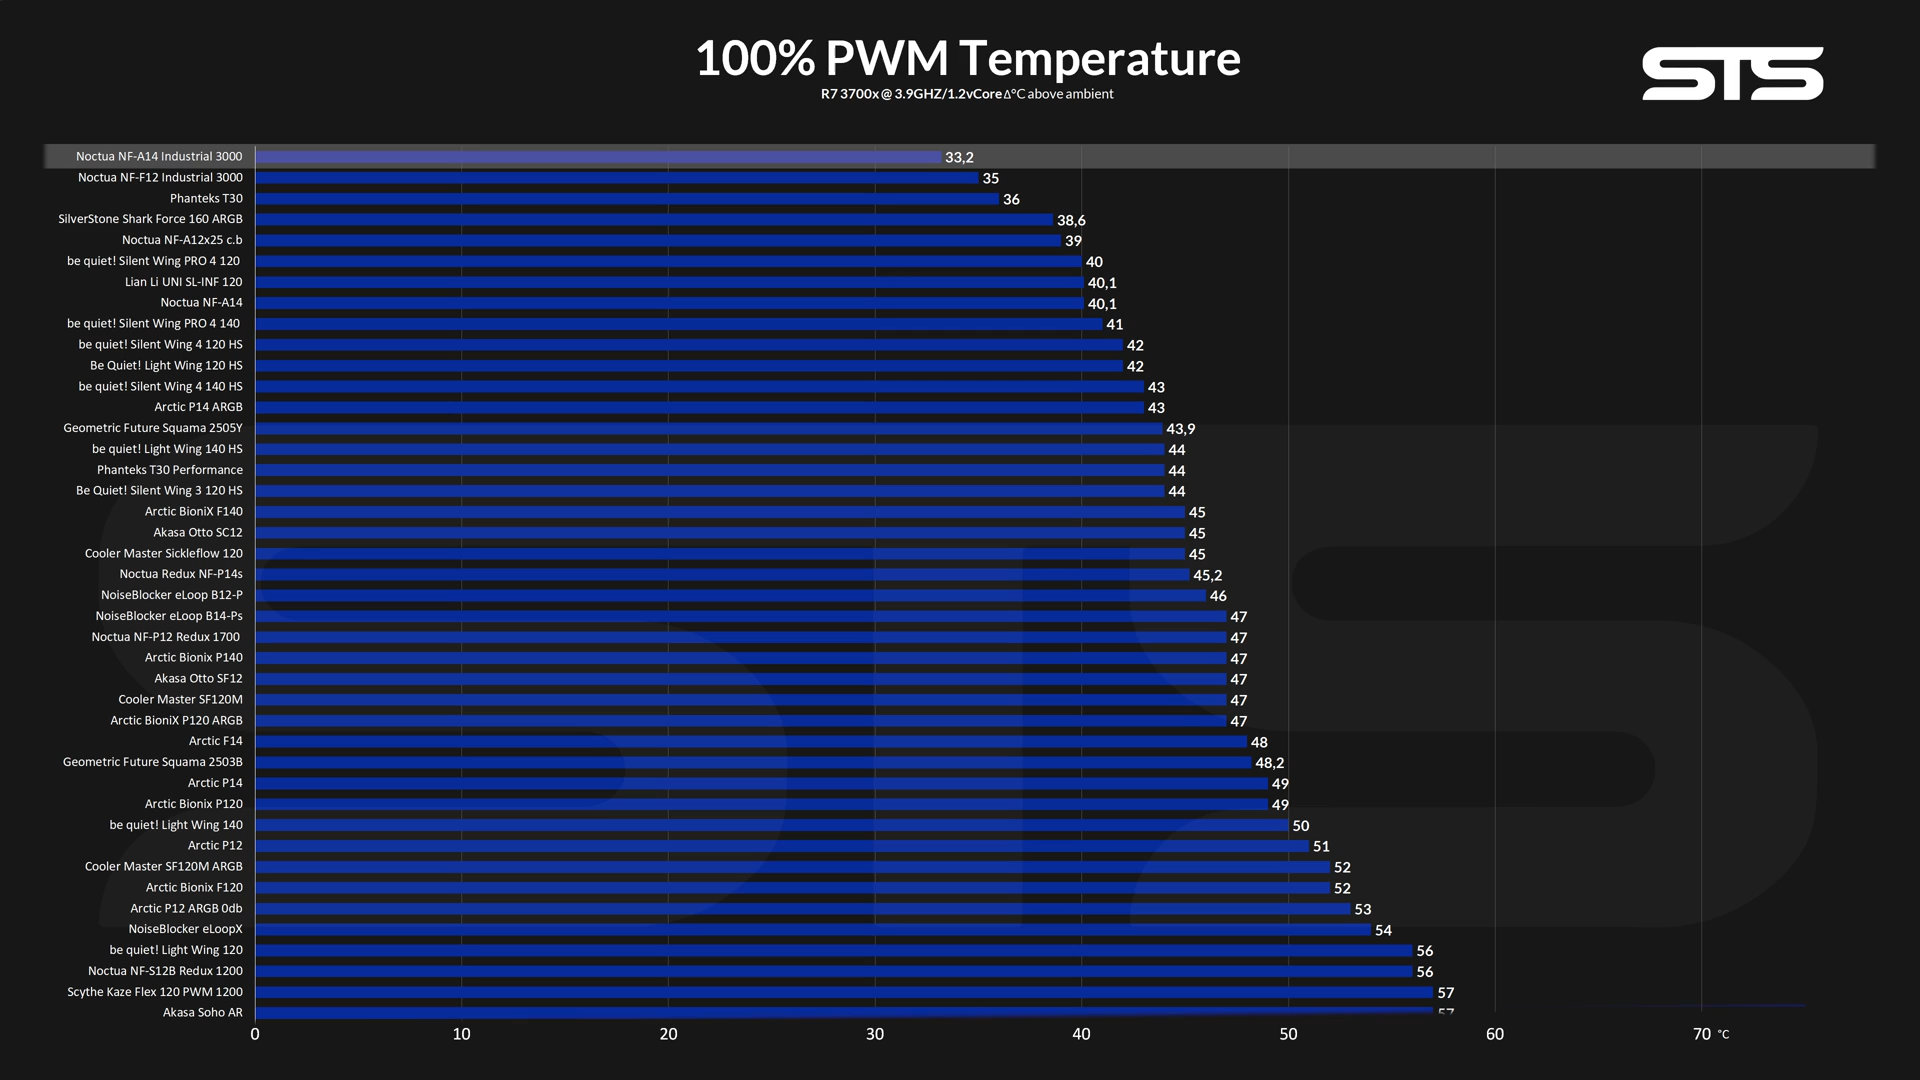 100% PWM Temperature
R7 3700x @ 3.9GHZ/1.2vCore Δ°C above ambient
STS
Noctua NF-A14 Industrial 3000 33,2
Noctua NF-F12 Industrial 3000 35
Phanteks T30 36
SilverStone Shark Force 160 ARGB 38,6
Noctua NF-A12x25 c.b 39
be quiet! Silent Wing PRO 4 120 40
Lian Li UNI SL-INF 120 40,1
Noctua NF-A14 40,1
be quiet! Silent Wing PRO 4 140 41
be quiet! Silent Wing 4 120 HS 42
Be Quiet! Light Wing 120 HS 42
be quiet! Silent Wing 4 140 HS 43
Arctic P14 ARGB 43
Geometric Future Squama 2505Y 43,9
be quiet! Light Wing 140 HS 44
Phanteks T30 Performance 44
Be Quiet! Silent Wing 3 120 HS 44
Arctic BioniX F140 45
Akasa Otto SC12 45
Cooler Master Sickleflow 120 45
Noctua Redux NF-P14s 45,2
NoiseBlocker eLoop B12-P 46
NoiseBlocker eLoop B14-Ps 47
Noctua NF-P12 Redux 1700 47
Arctic Bionix P140 47
Akasa Otto SF12 47
Cooler Master SF120M 47
Arctic BioniX P120 ARGB 47
Arctic F14 48
Geometric Future Squama 2503B 48,2
Arctic P14 49
Arctic Bionix P120 49
be quiet! Light Wing 140 50
Arctic P12 51
Cooler Master SF120M ARGB 52
Arctic Bionix F120 52
Arctic P12 ARGB 0db 53
NoiseBlocker eLoopX 54
be quiet! Light Wing 120 56
Noctua NF-S12B Redux 1200 56
Scythe Kaze Flex 120 PWM 1200 57
Akasa Soho AR 57
0 10 20 30 40 50 60 70 °C